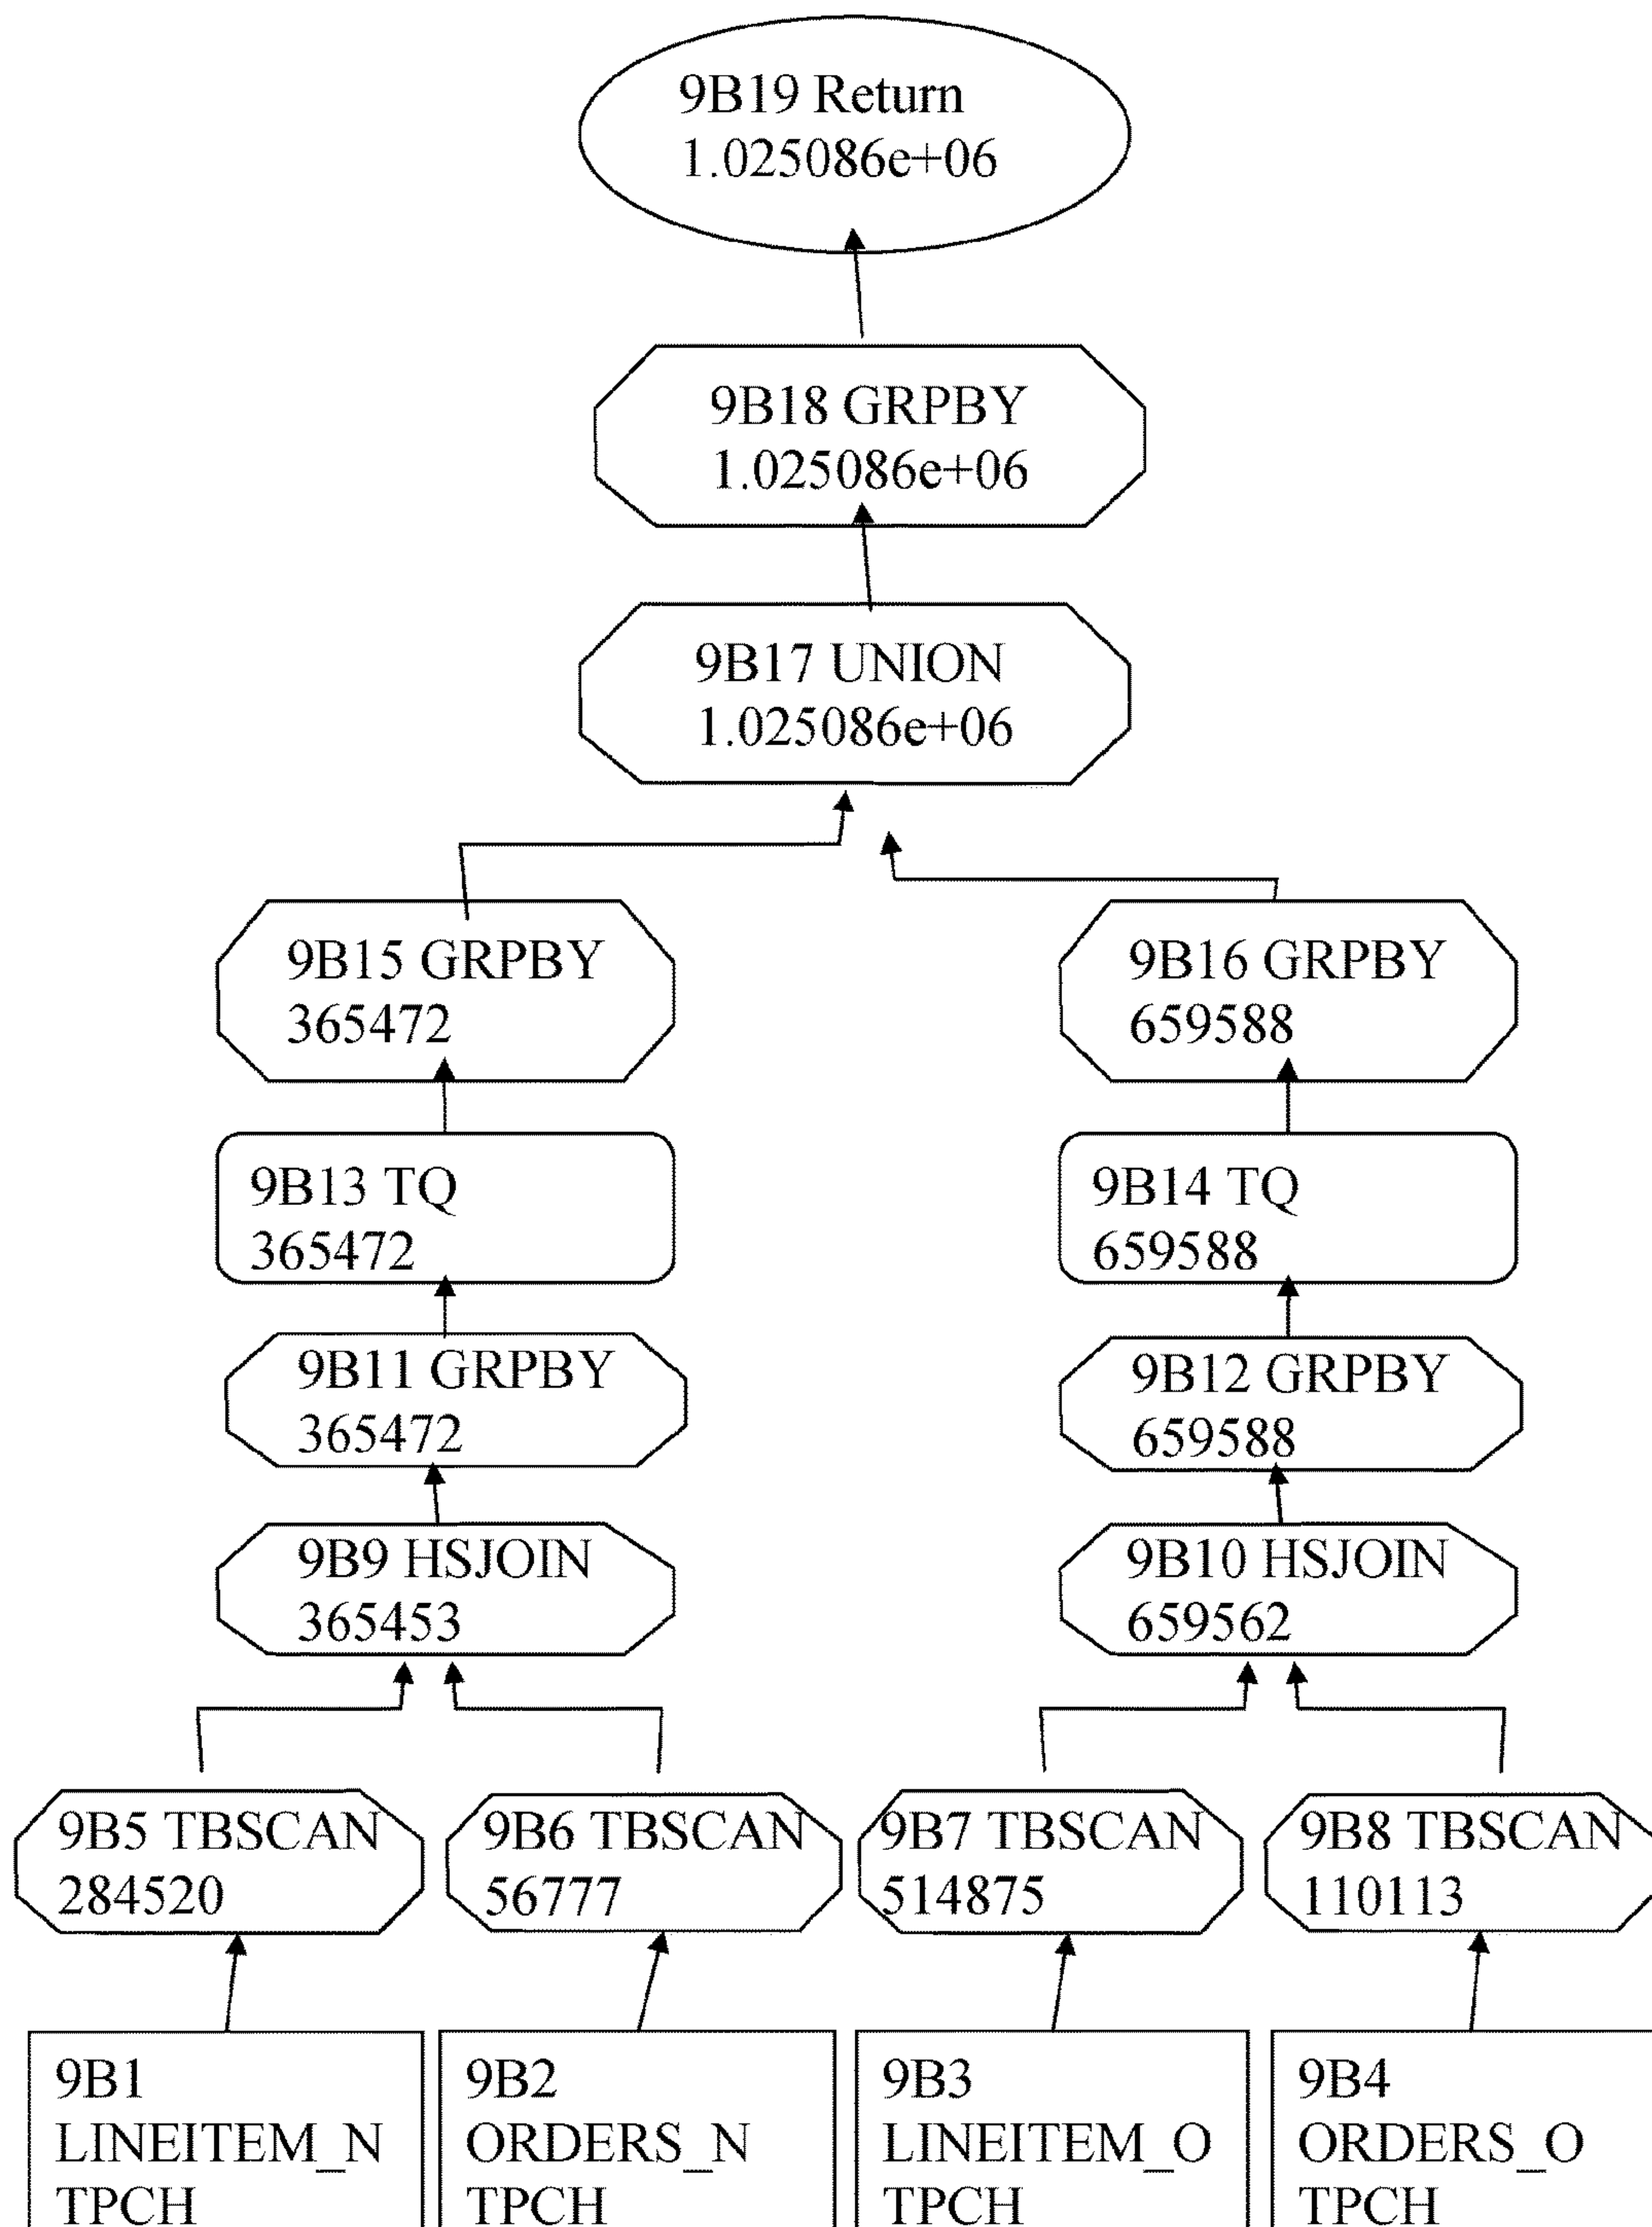 9B19 Return
1.025086e+06
9B18 GRPBY
1.025086e+06
9B17 UNION
1.025086e+06
9B15 GRPBY
365472
9B16 GRPBY
659588
9B13 TQ
365472
9B14 TQ
659588
9B11 GRPBY
365472
9B12 GRPBY
659588
9B9 HSJOIN
365453
9B10 HSJOIN
659562
9B5 TBSCAN
284520
9B6 TBSCAN
56777
9B7 TBSCAN
514875
9B8 TBSCAN
110113
9B1
LINEITEM_N
TPCH
9B2
ORDERS_N
TPCH
9B3
LINEITEM_O
TPCH
9B4
ORDERS_O
TPCH